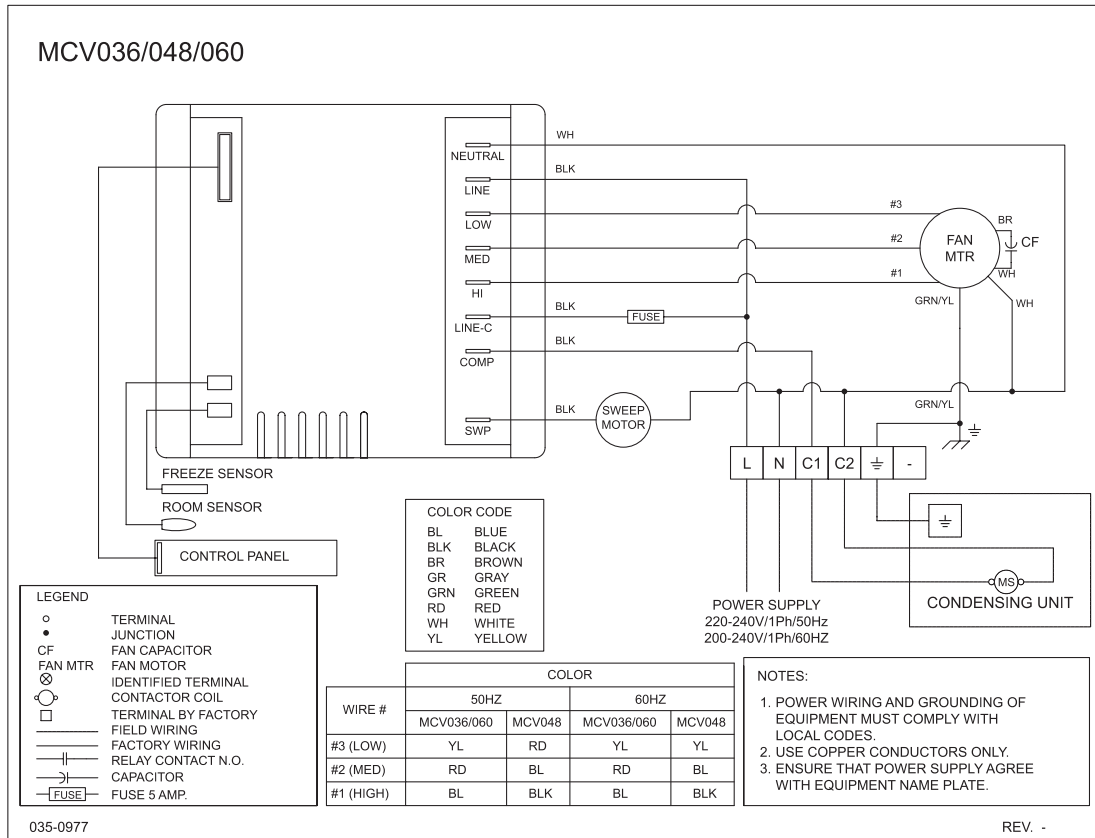 MCV036/048/060
WH
NEUTRAL
BLK
LINE
LOW
#3
MED
#2
HI
#1
BR
CF
WH
FAN
MTR
GRN/YL
WH
LINE-C
BLK
FUSE
COMP
BLK
SWP
BLK
SWEEP
MOTOR
GRN/YL
L N C1 C2 -
FREEZE SENSOR
ROOM SENSOR
CONTROL PANEL
COLOR CODE
BL BLUE
BLK BLACK
BR BROWN
GR GRAY
GRN GREEN
RD RED
WH WHITE
YL YELLOW
POWER SUPPLY
220-240V/1Ph/50Hz
200-240V/1Ph/60HZ
MS
CONDENSING UNIT
LEGEND
TERMINAL
JUNCTION
CF FAN CAPACITOR
FAN MTR FAN MOTOR
IDENTIFIED TERMINAL
CONTACTOR COIL
TERMINAL BY FACTORY
FIELD WIRING
FACTORY WIRING
RELAY CONTACT N.O.
CAPACITOR
FUSE FUSE 5 AMP.
COLOR
WIRE # 50HZ 60HZ
MCV036/060 MCV048 MCV036/060 MCV048
#3 (LOW) YL RD YL YL
#2 (MED) RD BL RD BL
#1 (HIGH) BL BLK BL BLK
NOTES:
1. POWER WIRING AND GROUNDING OF
EQUIPMENT MUST COMPLY WITH
LOCAL CODES.
2. USE COPPER CONDUCTORS ONLY.
3. ENSURE THAT POWER SUPPLY AGREE
WITH EQUIPMENT NAME PLATE.
035-0977
REV. -